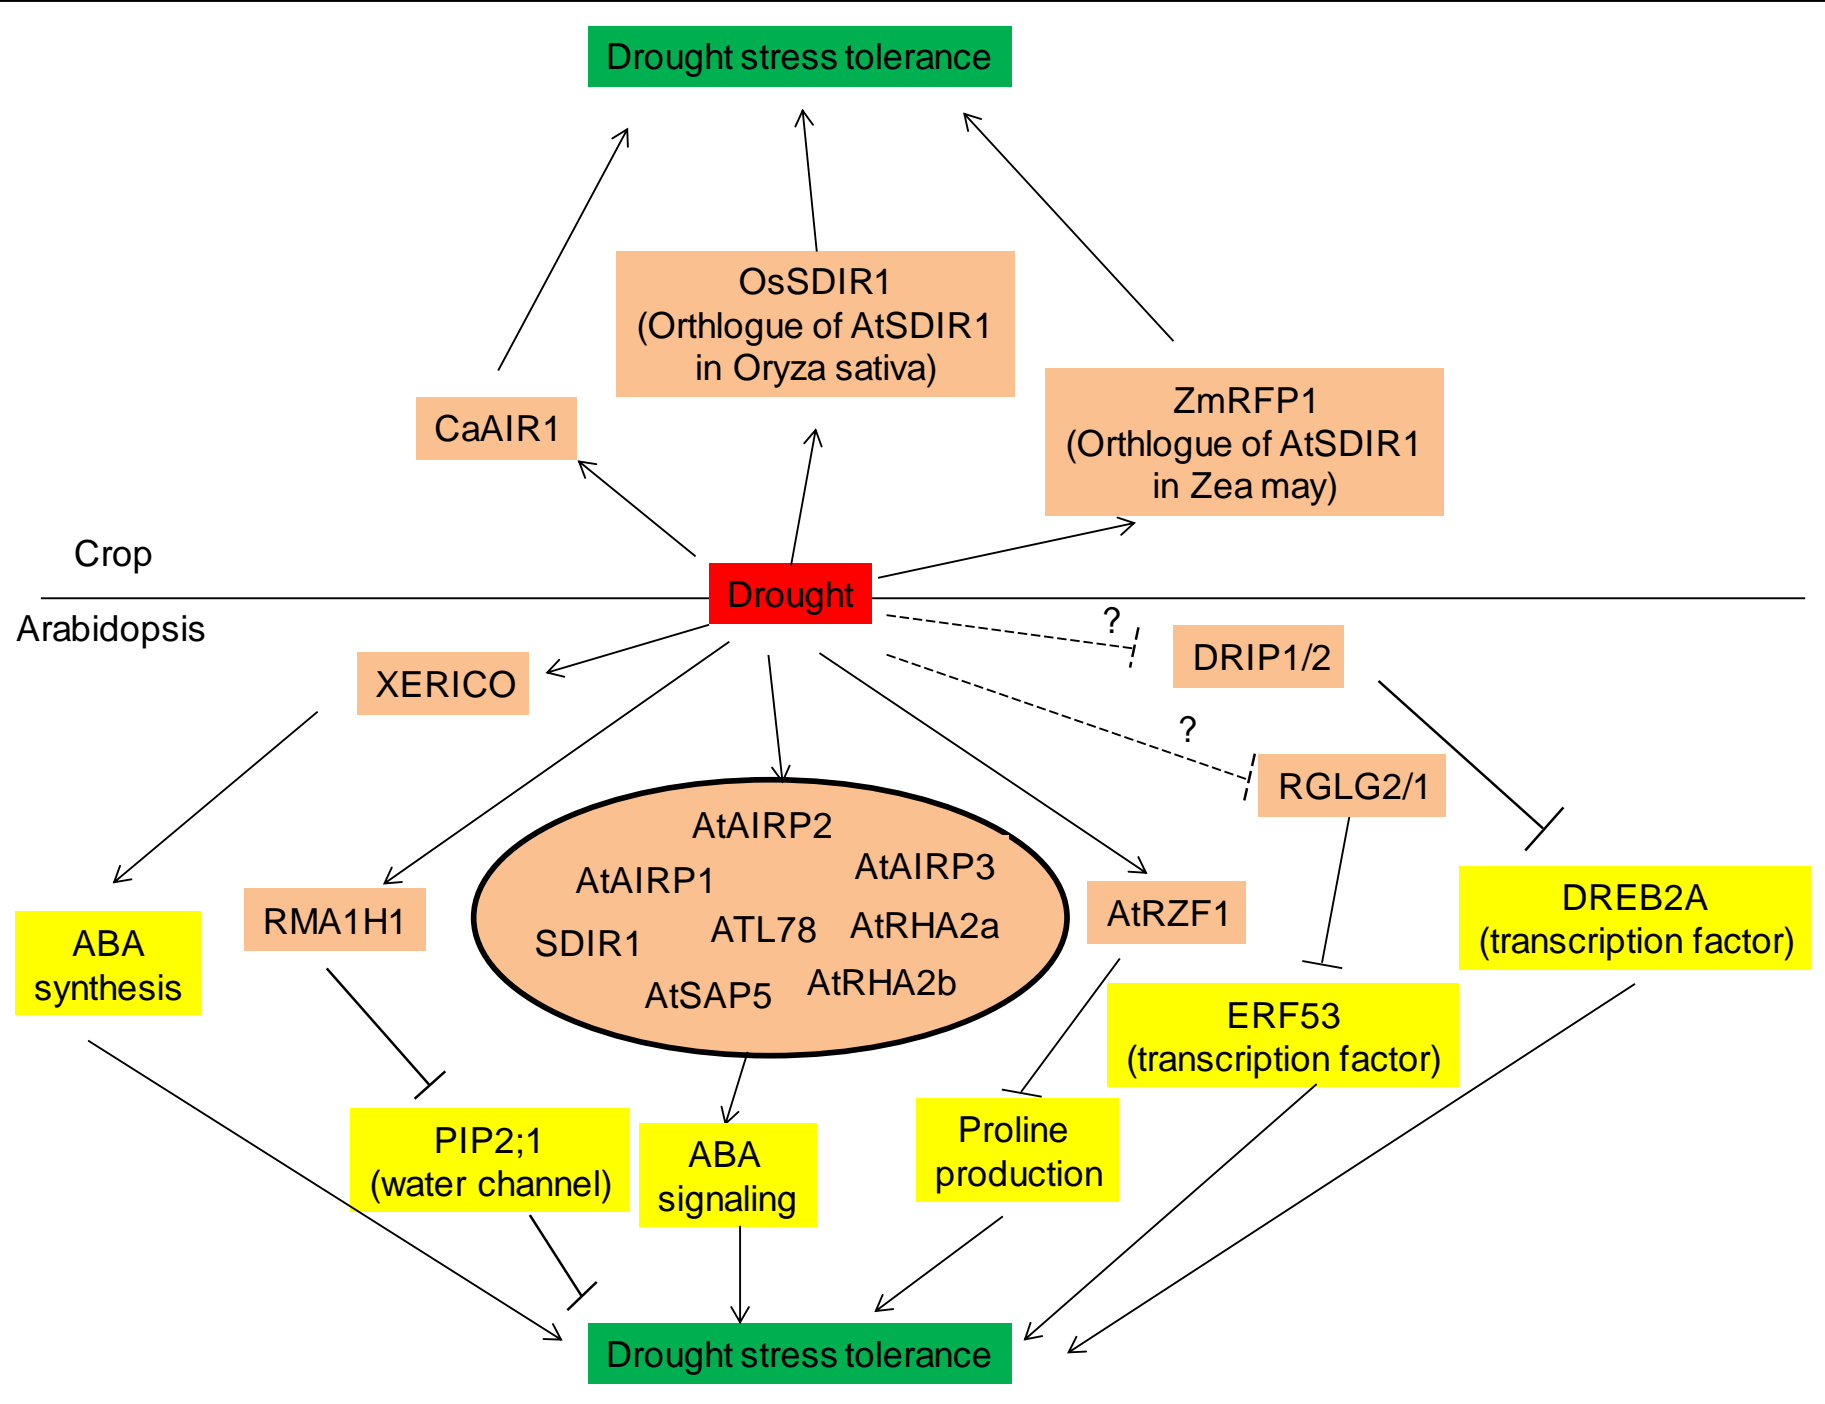 Drought stress tolerance
OsSDIR1
(Orthlogue of AtSDIR1
in Oryza sativa)
ZmRFP1
(Orthlogue of AtSDIR1
in Zea may)
CaAIR1
Crop
Drought
Arabidopsis
?
DRIP1/2
XERICO
?
RGLG2/1
AtAIRP2
AtAIRP3
AtAIRP1
ATL78
AtRHA2a
SDIR1
AtSAP5
AtRHA2b
RMA1H1
AtRZF1
DREB2A
(transcription factor)
ABA
synthesis
ERF53
(transcription factor)
PIP2;1
(water channel)
ABA
signaling
Proline
production
Drought stress tolerance